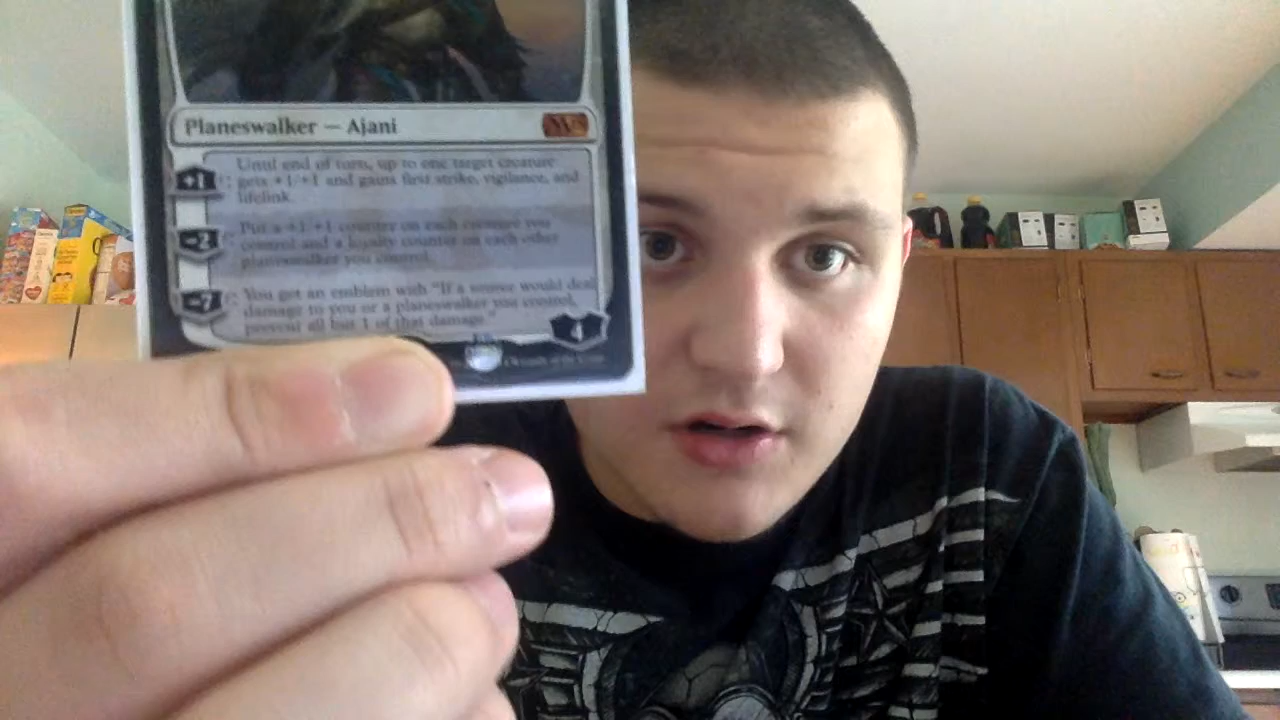 Planeswalker — Ajani
M15
+1: Until end of turn, up to one target creature
gets +1/+1 and gains first strike, vigilance, and
lifelink.
-2: Put a +1/+1 counter on each creature you
control and a loyalty counter on each other
planeswalker you control.
-7: You get an emblem with "If a source would deal
damage to you or a planeswalker you control,
prevent all but 1 of that damage."
4